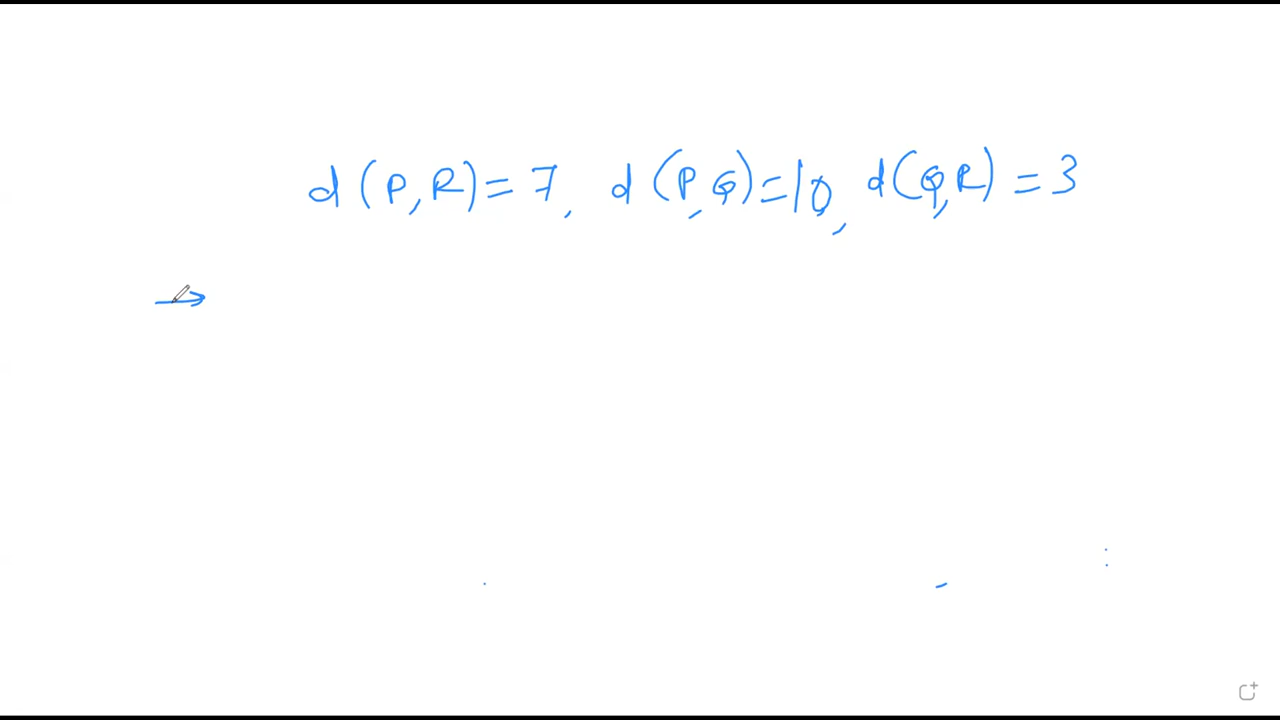 d(P,R)=7, d(P,Q)=10, d(Q,R)=3
→